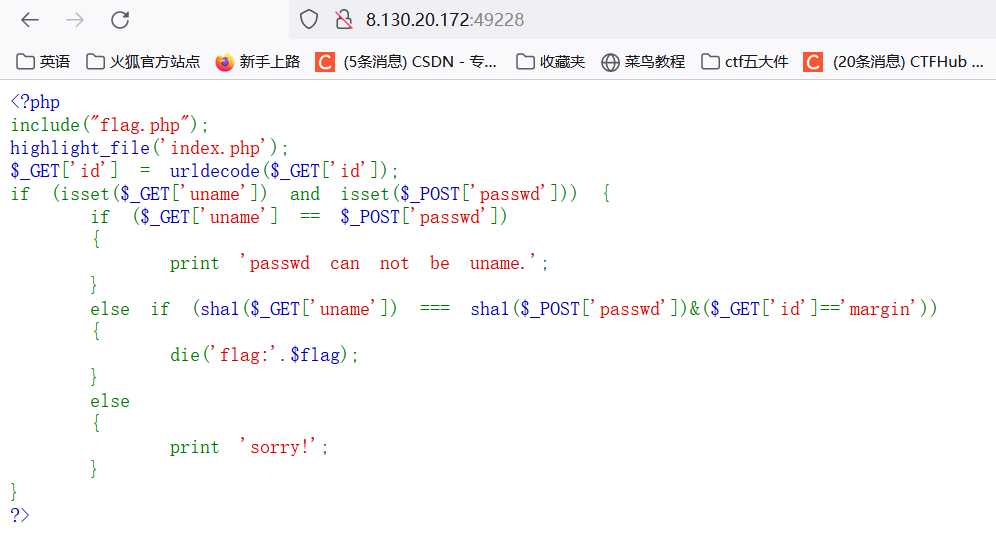 8.130.20.172:49228
英语 火狐官方站点 新手上路 C (5条消息) CSDN - 专... 收藏夹 菜鸟教程 ctf五大件 C (20条消息) CTFHub ...
<?php
include("flag.php");
highlight_file('index.php');
$_GET['id'] = urldecode($_GET['id']);
if (isset($_GET['uname']) and isset($_POST['passwd'])) {
if ($_GET['uname'] == $_POST['passwd'])
{
print 'passwd can not be uname.';
}
else if (sha1($_GET['uname']) === sha1($_POST['passwd'])&($_GET['id']=='margin'))
{
die('flag:'.$flag);
}
else
{
print 'sorry!';
}
}
?>